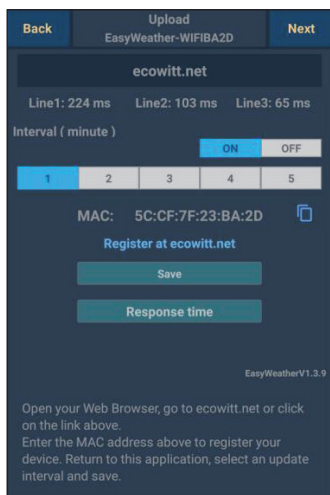 Back Upload Next
EasyWeather-WIFIBA2D
ecowitt.net
Line1: 224 ms Line2: 103 ms Line3: 65 ms
Interval ( minute )
ON OFF
1 2 3 4 5
MAC: 5C:CF:7F:23:BA:2D
Register at ecowitt.net
Save
Response time
EasyWeatherV1.3.9
Open your Web Browser, go to ecowitt.net or click
on the link above.
Enter the MAC address above to register your
device. Return to this application, select an update
interval and save.